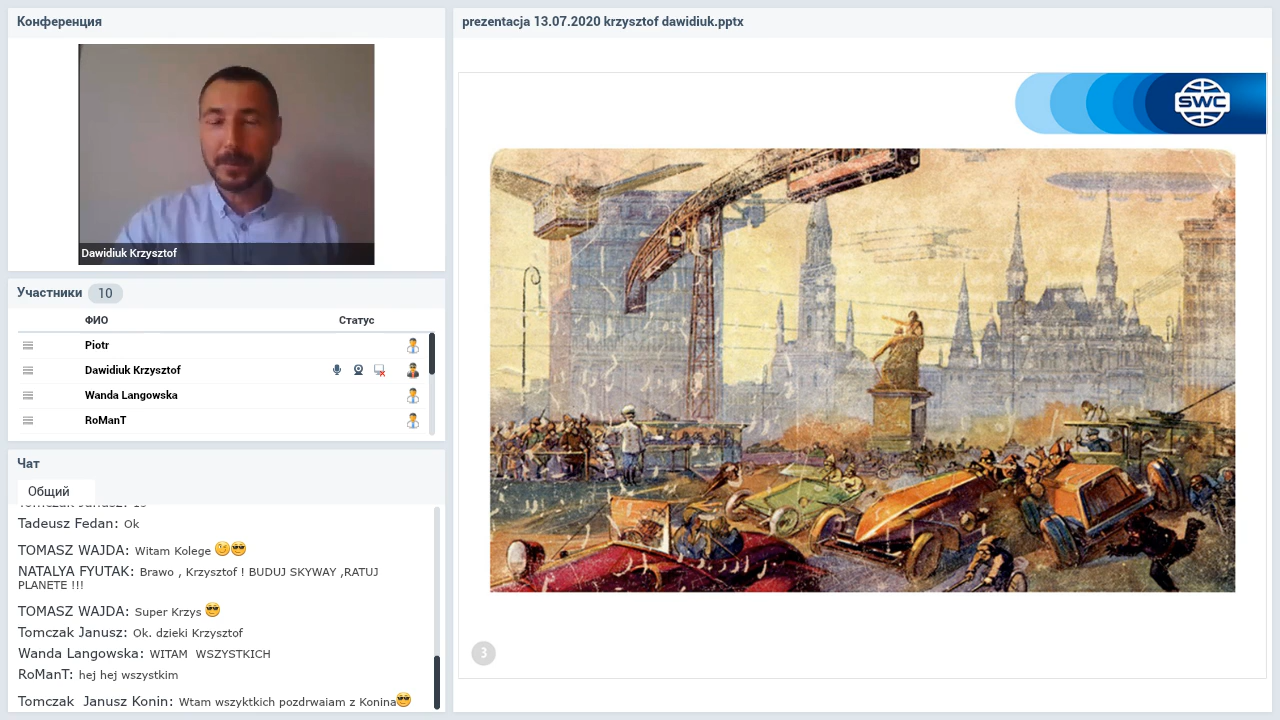 Конференция
Dawidiuk Krzysztof
Участники 10
ФИО Статус
Piotr
Dawidiuk Krzysztof
Wanda Langowska
RoManT
Чат
Общий
Tadeusz Fedan: Ok
TOMASZ WAJDA: Witam Kolege
NATALYA FYUTAK: Brawo , Krzysztof ! BUDUJ SKYWAY ,RATUJ
PLANETE !!!
TOMASZ WAJDA: Super Krzys
Tomczak Janusz: Ok. dzieki Krzysztof
Wanda Langowska: WITAM WSZYSTKICH
RoManT: hej hej wszystkim
Tomczak Janusz Konin: Wtam wszyktkich pozdrwaiam z Konina
prezentacja 13.07.2020 krzysztof dawidiuk.pptx
SWC
3